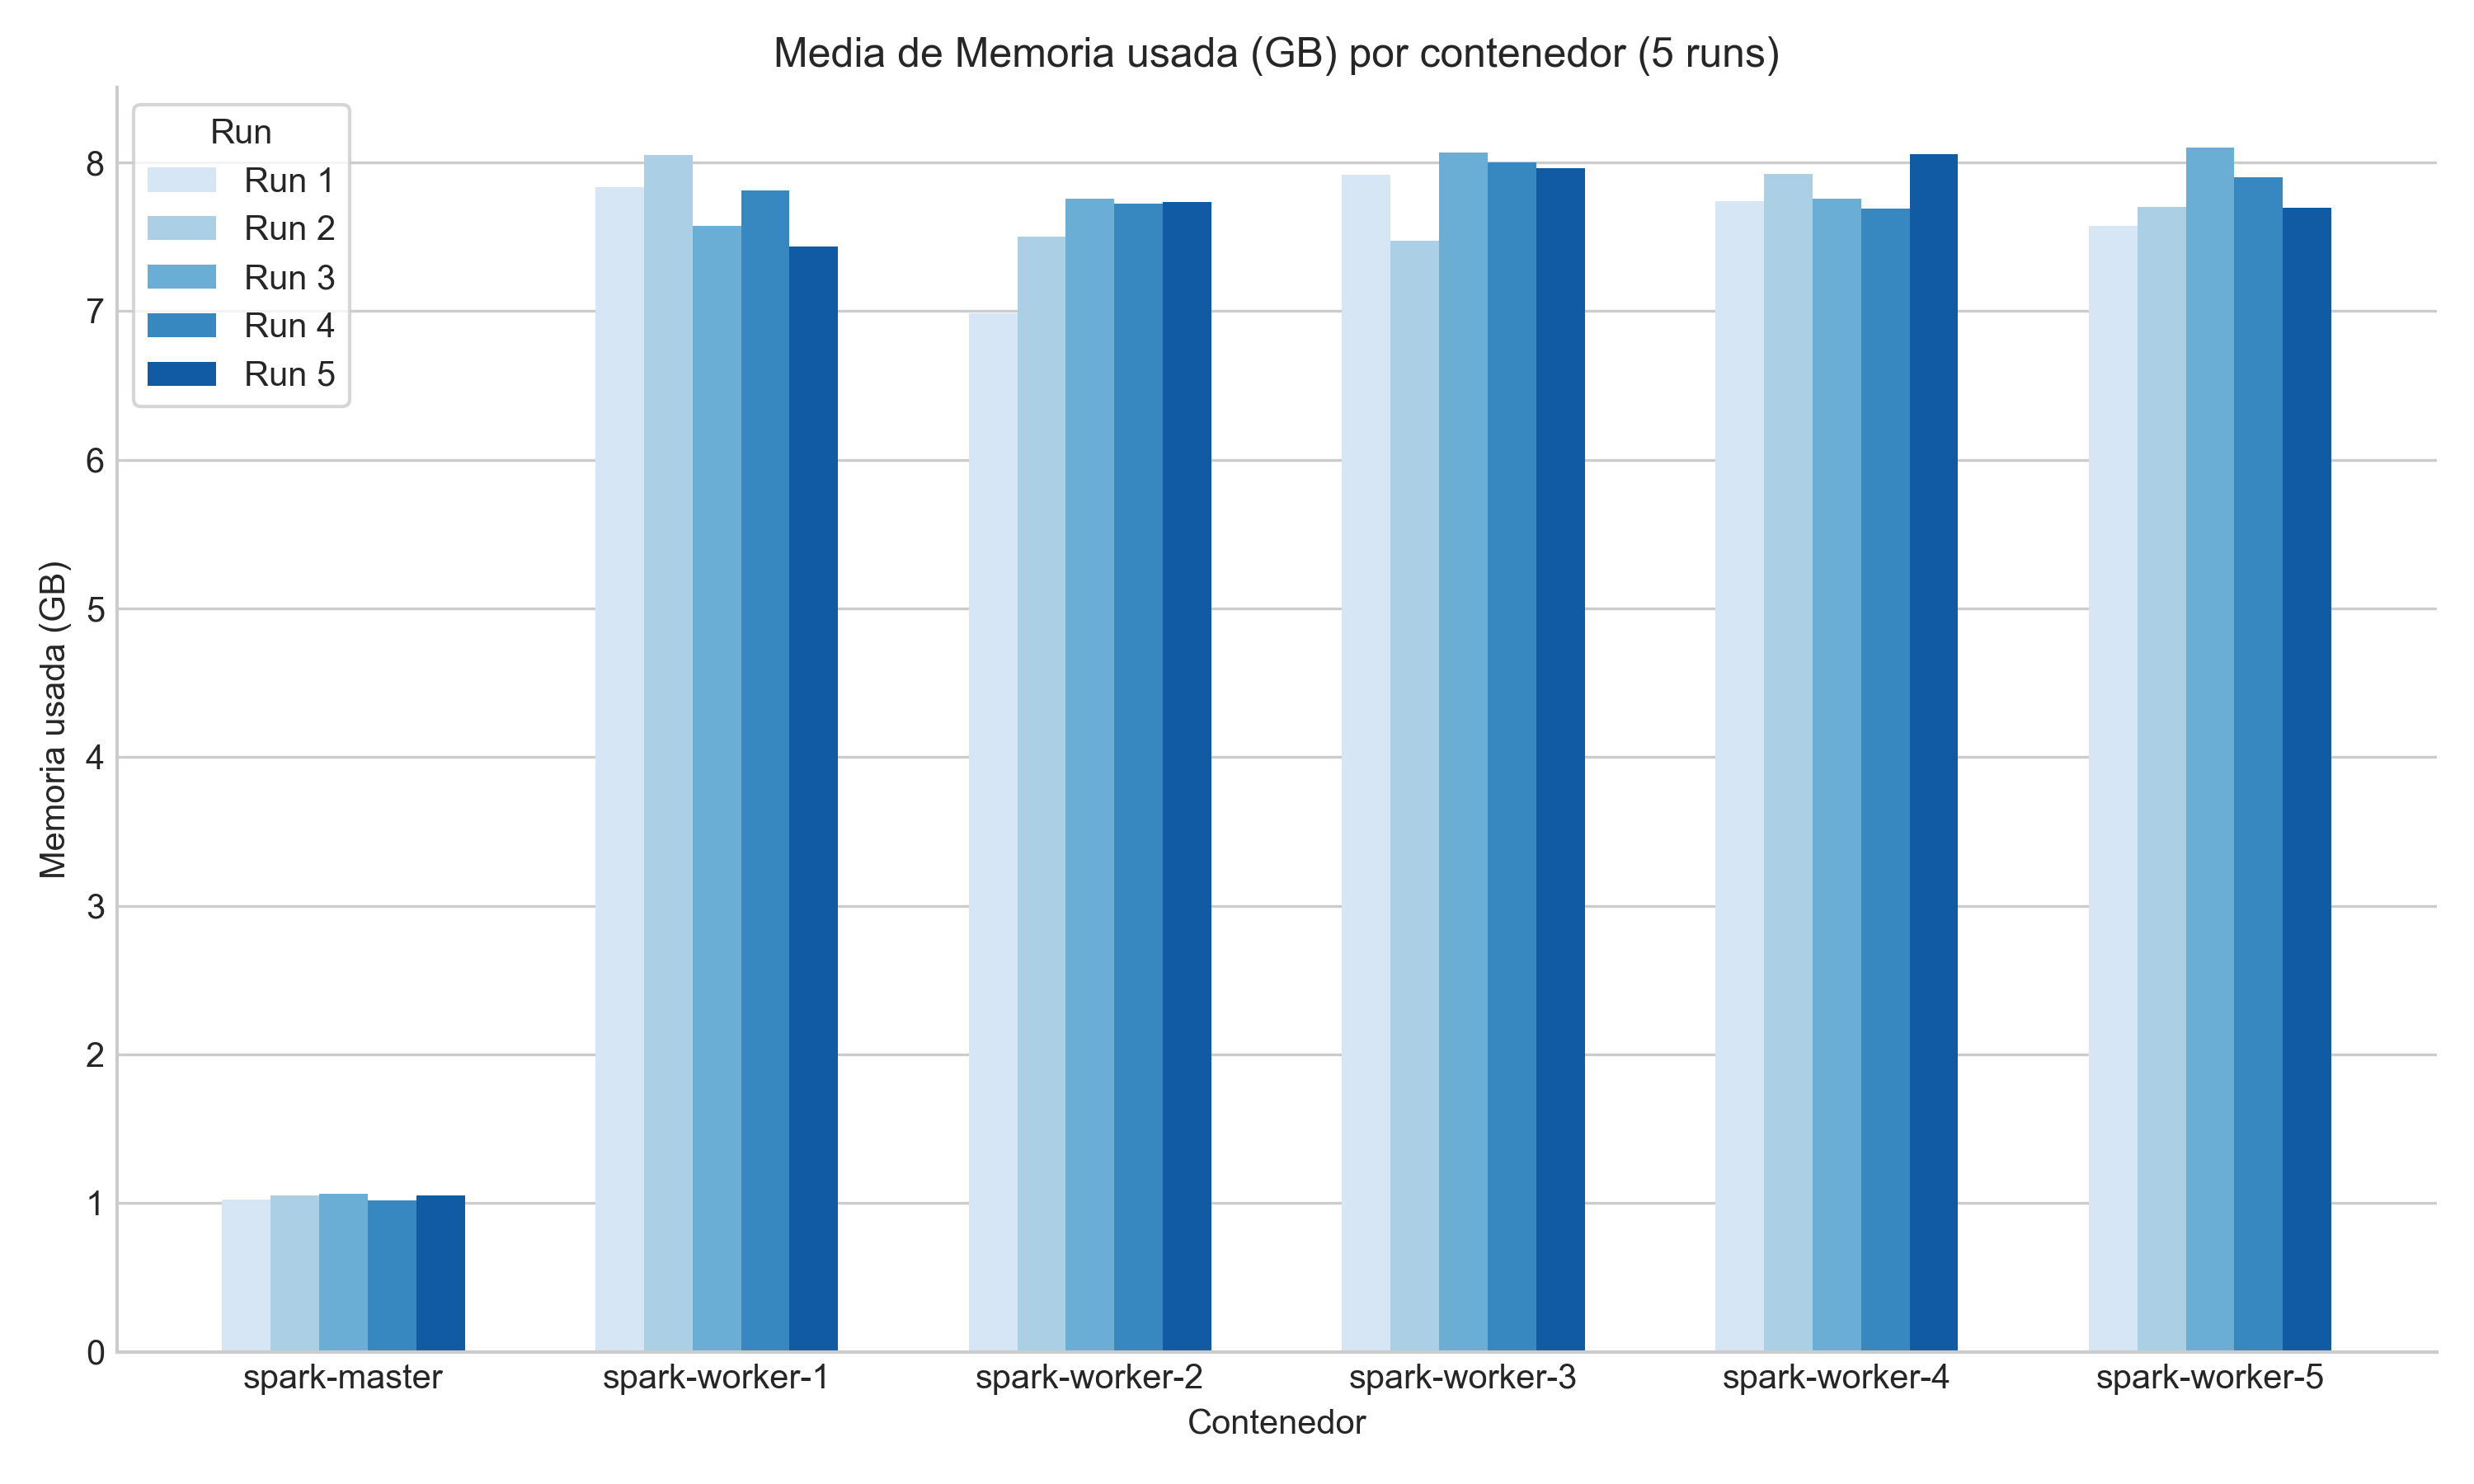 Media de Memoria usada (GB) por contenedor (5 runs)
Run
Run 1
Run 2
Run 3
Run 4
Run 5
8
7
6
5
4
3
2
1
0
Memoria usada (GB)
spark-master spark-worker-1 spark-worker-2 spark-worker-3 spark-worker-4 spark-worker-5
Contenedor